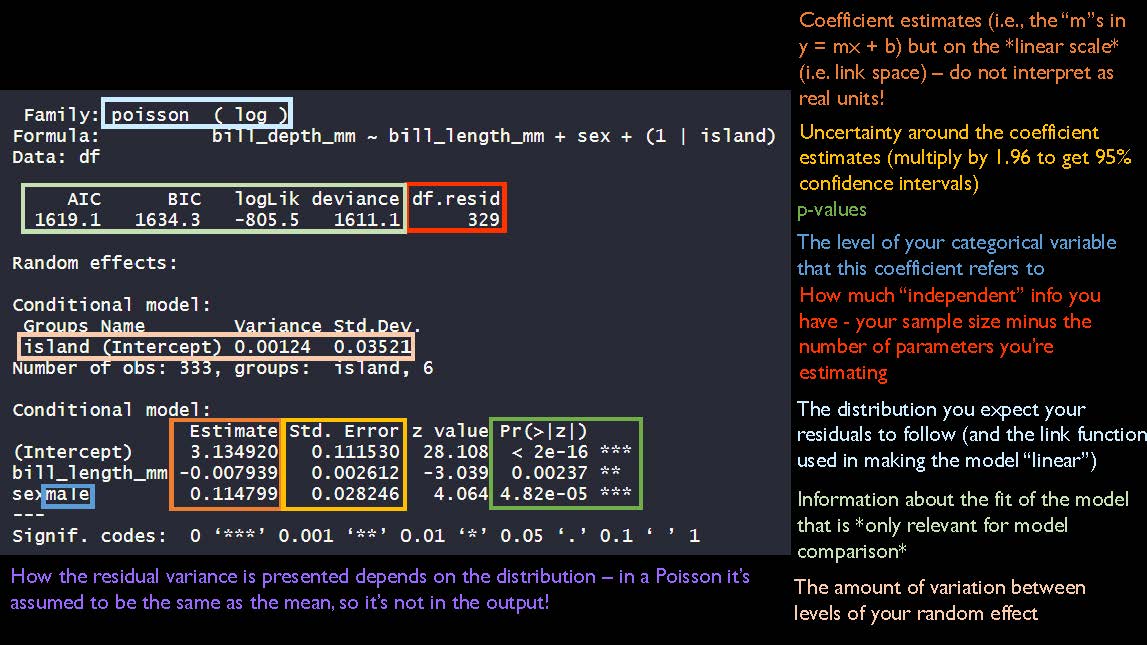 Family: poisson  ( log )
Formula:          bill_depth_mm ~ bill_length_mm + sex + (1 | island)
Data: df
AIC      BIC   logLik deviance df.resid
1619.1   1634.3   -805.5   1611.1      329
Random effects:
Conditional model:
Groups Name        Variance Std.Dev.
island (Intercept) 0.00124  0.03521
Number of obs: 333, groups:  island, 6
Conditional model:
Estimate Std. Error z value Pr(>|z|)
(Intercept)     3.134920   0.111530  28.108  < 2e-16 ***
bill_length_mm -0.007939   0.002612  -3.039  0.00237 **
sexmale         0.114799   0.028246   4.064 4.82e-05 ***
---
Signif. codes:  0 ‘***’ 0.001 ‘**’ 0.01 ‘*’ 0.05 ‘.’ 0.1 ‘ ’ 1
How the residual variance is presented depends on the distribution – in a Poisson it’s
assumed to be the same as the mean, so it’s not in the output!
Coefficient estimates (i.e., the “m”s in
y = mx + b) but on the *linear scale*
(i.e. link space) – do not interpret as
real units!
Uncertainty around the coefficient
estimates (multiply by 1.96 to get 95%
confidence intervals)
p-values
The level of your categorical variable
that this coefficient refers to
How much “independent” info you
have - your sample size minus the
number of parameters you’re
estimating
The distribution you expect your
residuals to follow (and the link function
used in making the model “linear”)
Information about the fit of the model
that is *only relevant for model
comparison*
The amount of variation between
levels of your random effect